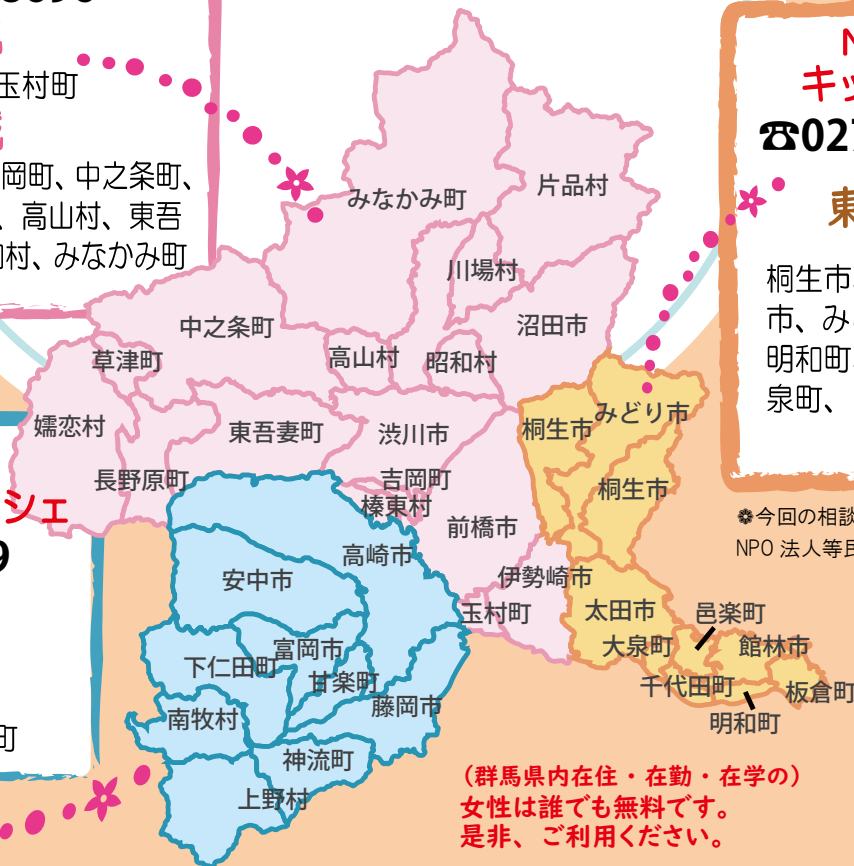 玉村町
岡町、中之条町、
、高山村、東吾
村、みなかみ町
シェ
9
町
キッ
☎027
東
桐生市
市、み
明和町
泉町、
❁今回の相談
NPO 法人等民
みなかみ町
片品村
川場村
沼田市
中之条町
高山村
昭和村
草津町
嬬恋村
東吾妻町
渋川市
長野原町
吉岡町
榛東村
前橋市
伊勢崎市
玉村町
桐生市
みどり市
桐生市
高崎市
安中市
富岡市
下仁田町
甘楽町
藤岡市
南牧村
神流町
上野村
太田市
邑楽町
大泉町
館林市
千代田町
板倉町
明和町
（群馬県内在住・在勤・在学の）
女性は誰でも無料です。
是非、ご利用ください。